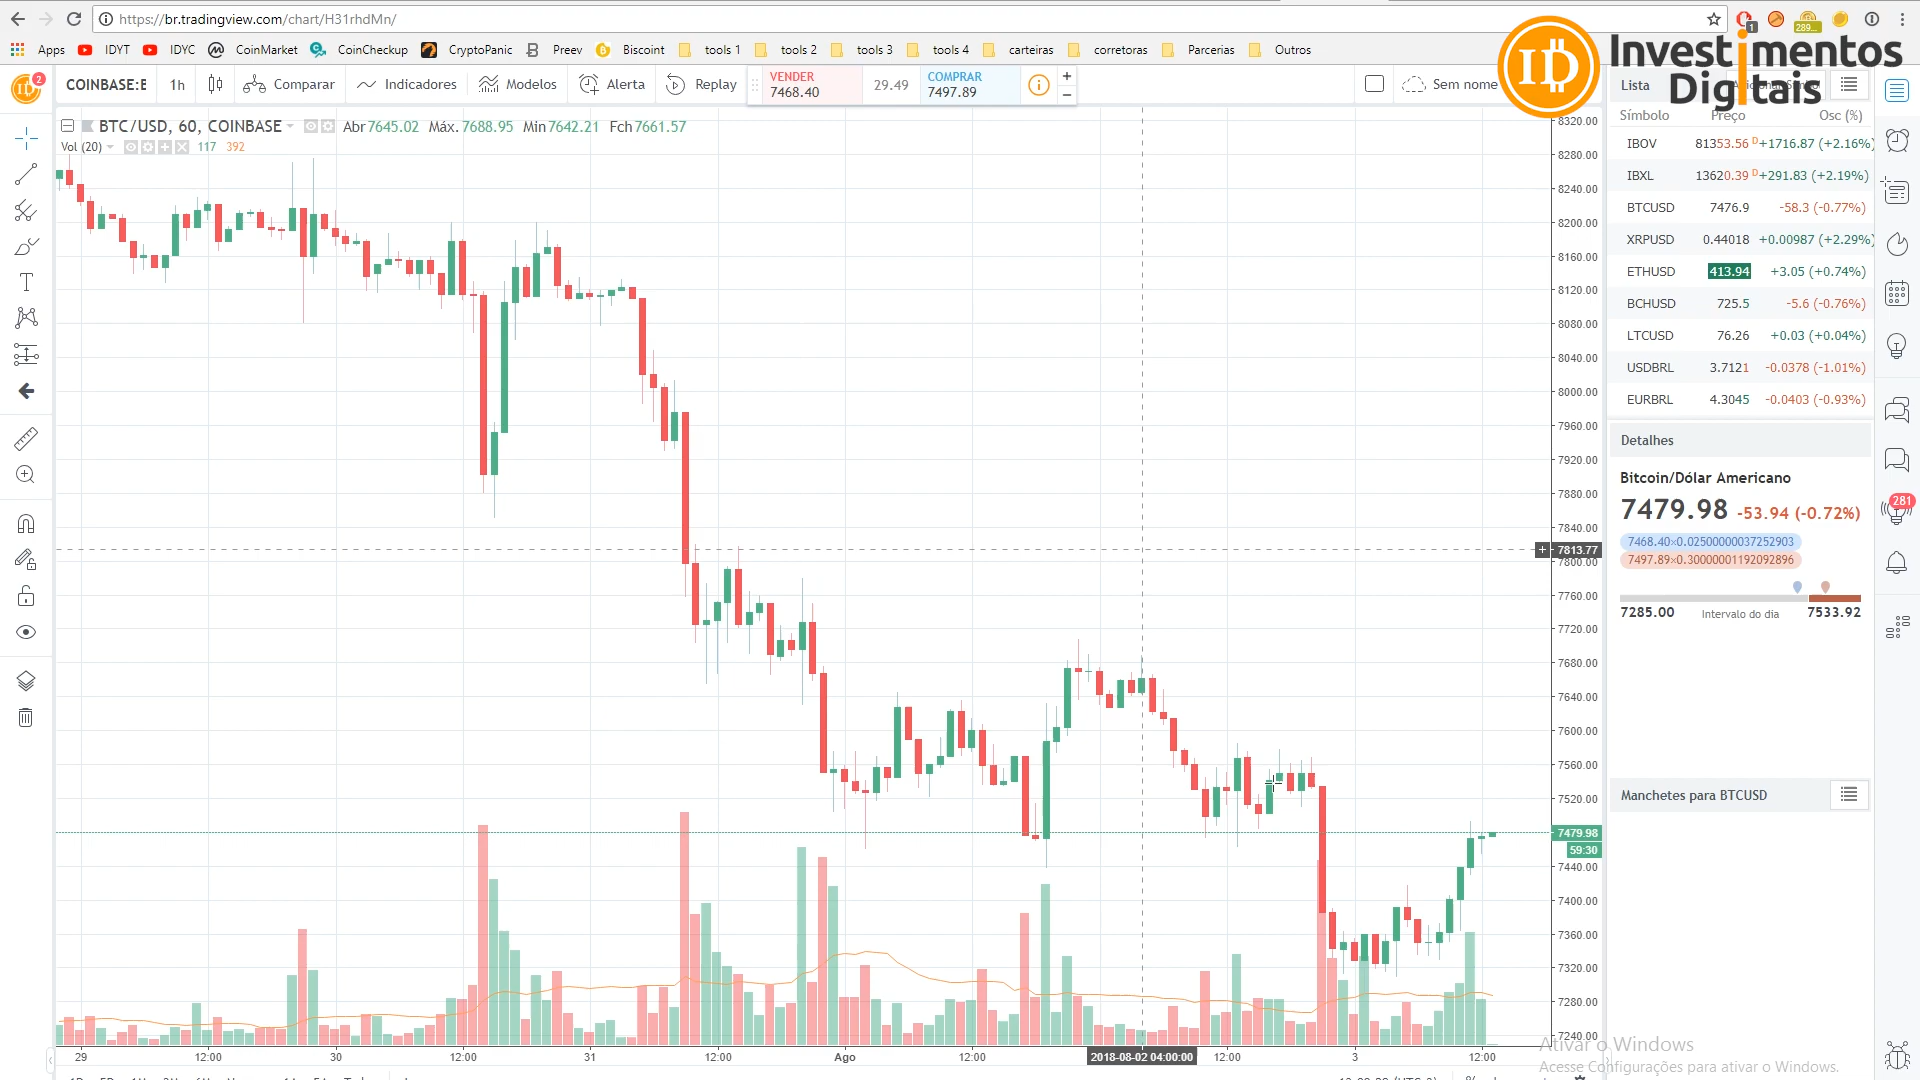 https://br.tradingview.com/chart/H31rhdMn/
1
289...
Apps IDYT IDYC CoinMarket CoinCheckup CryptoPanic Preev Biscoint tools 1 tools 2 tools 3 tools 4 carteiras corretoras Parcerias Outros
Investimentos
Digitais
2
COINBASE:E 1h Comparar Indicadores Modelos Alerta Replay
VENDER
7468.40
29.49
COMPRAR
7497.89
Sem nome
Lista
BTC/USD, 60, COINBASE Abr7645.02 Máx.7688.95 Min7642.21 Fch7661.57
Vol (20) 117 392
Símbolo Preço Osc (%)
IBOV 81353.56 D +1716.87 (+2.16%)
IBXL 13620.39 D +291.83 (+2.19%)
BTCUSD 7476.9 -58.3 (-0.77%)
XRPUSD 0.44018 +0.00987 (+2.29%)
ETHUSD 413.94 +3.05 (+0.74%)
BCHUSD 725.5 -5.6 (-0.76%)
LTCUSD 76.26 +0.03 (+0.04%)
USDBRL 3.7121 -0.0378 (-1.01%)
EURBRL 4.3045 -0.0403 (-0.93%)
Detalhes
Bitcoin/Dólar Americano
7479.98 -53.94 (-0.72%)
7468.40×0.02500000037252903
7497.89×0.30000001192092896
7285.00 Intervalo do dia 7533.92
Manchetes para BTCUSD
281
8320.00
8280.00
8240.00
8200.00
8160.00
8120.00
8080.00
8040.00
8000.00
7960.00
7920.00
7880.00
7840.00
7813.77
7800.00
7760.00
7720.00
7680.00
7640.00
7600.00
7560.00
7520.00
7479.98
59:30
7440.00
7400.00
7360.00
7320.00
7280.00
7240.00
29 12:00 30 12:00 31 12:00 Ago 12:00 2018-08-02 04:00:00 12:00 3 12:00
Ativar o Windows
Acesse Configurações para ativar o Windows.